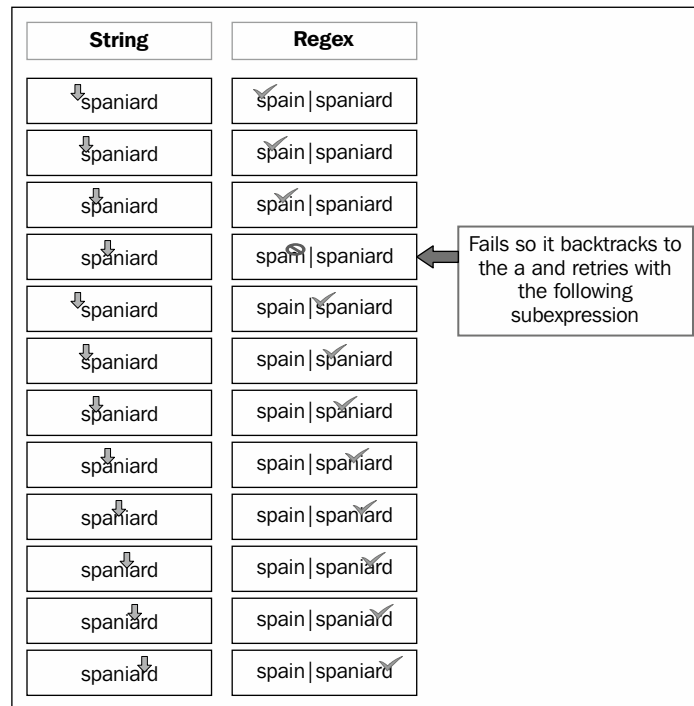 String Regex
spaniard spain|spaniard
spaniard spain|spaniard
spaniard spain|spaniard
spaniard spain|spaniard
Fails so it backtracks to
the a and retries with
the following
subexpression
spaniard spain|spaniard
spaniard spain|spaniard
spaniard spain|spaniard
spaniard spain|spaniard
spaniard spain|spaniard
spaniard spain|spaniard
spaniard spain|spaniard
spaniard spain|spaniard